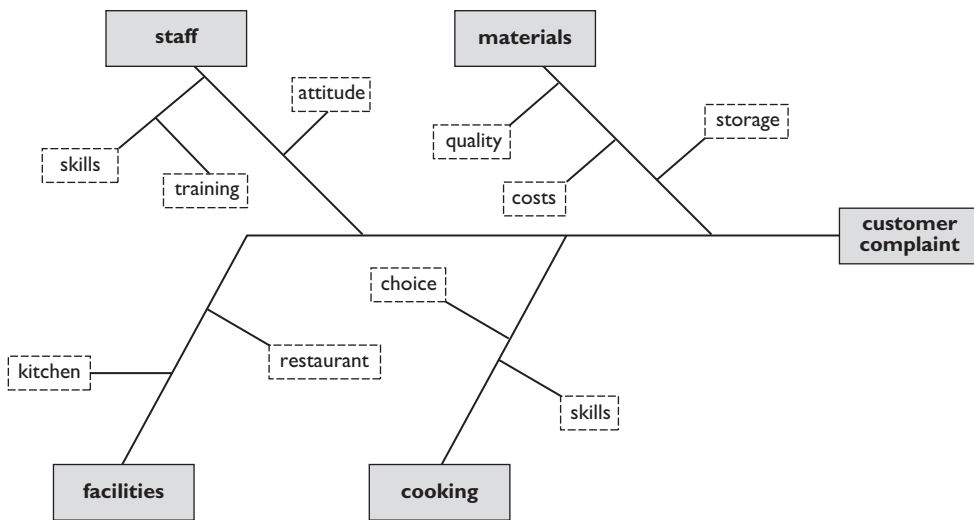 staff
materials
attitude
storage
quality
skills
training
costs
customer
complaint
choice
restaurant
kitchen
skills
facilities
cooking